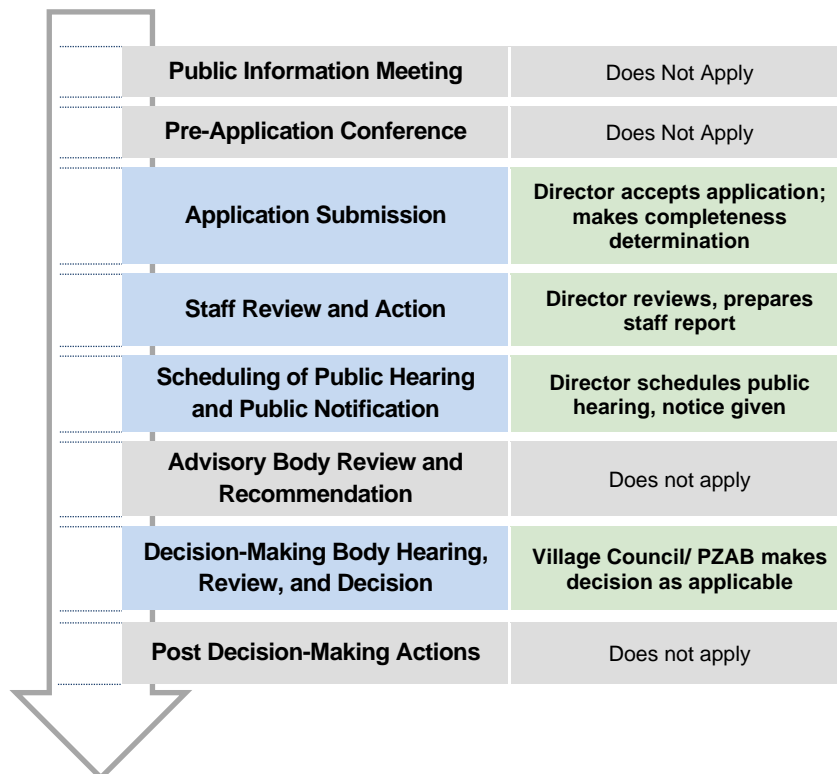 Public Information Meeting
Does Not Apply
Pre-Application Conference
Does Not Apply
Application Submission
Director accepts application;
makes completeness
determination
Staff Review and Action
Director reviews, prepares
staff report
Scheduling of Public Hearing
and Public Notification
Director schedules public
hearing, notice given
Advisory Body Review and
Recommendation
Does not apply
Decision-Making Body Hearing,
Review, and Decision
Village Council/ PZAB makes
decision as applicable
Post Decision-Making Actions
Does not apply